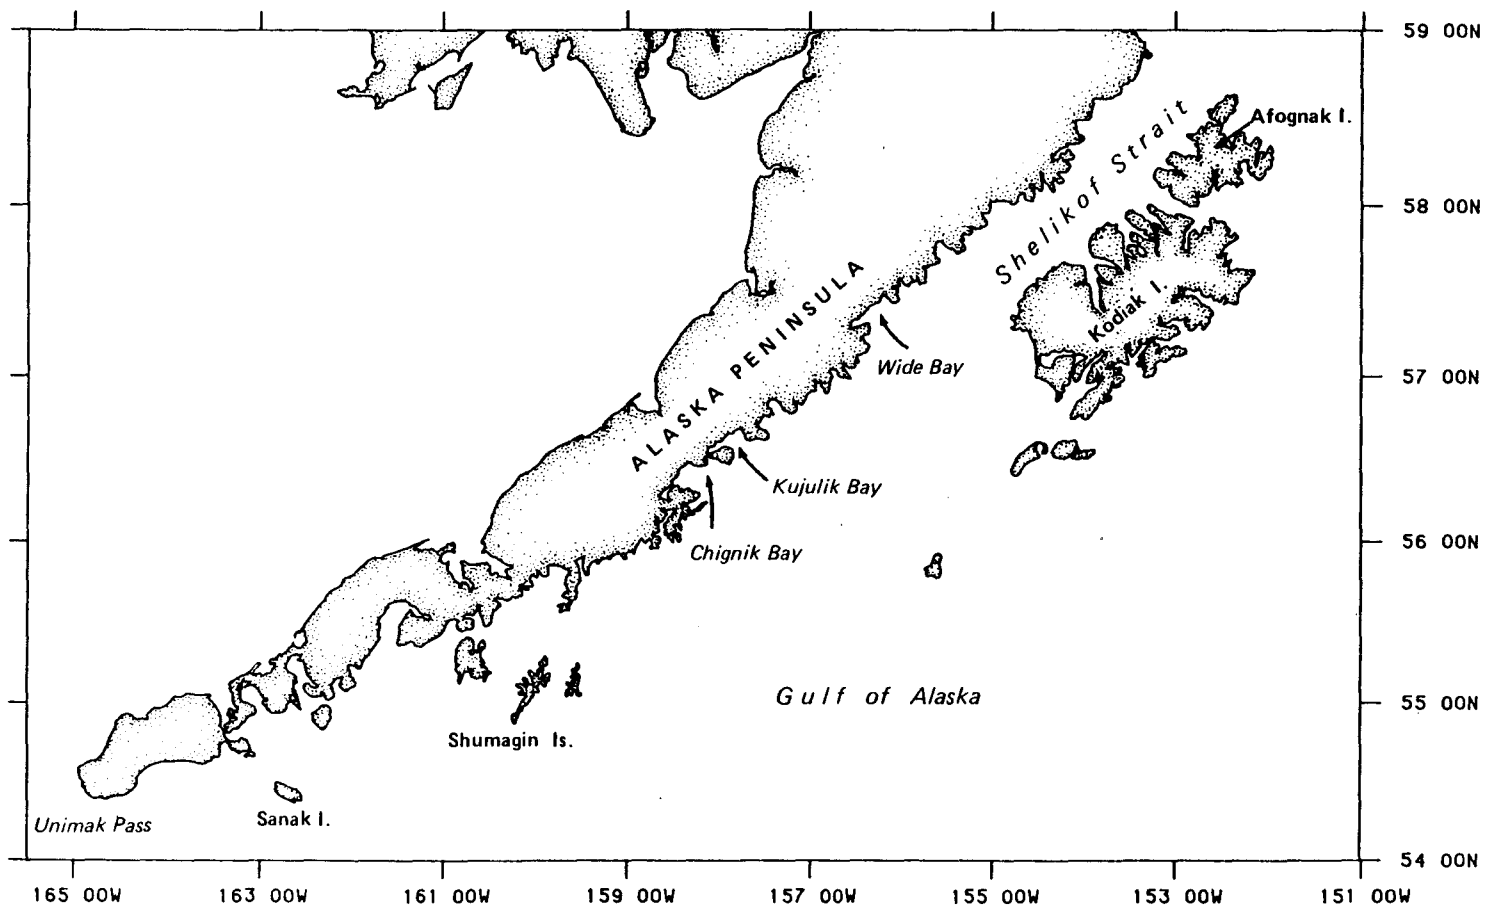 59 00N
Afognak I.
Shelikof Strait
58 00N
ALASKA PENINSULA
Kodiak I.
Wide Bay
57 00N
Kujulik Bay
Chignik Bay
56 00N
Gulf of Alaska
55 00N
Shumagin Is.
Sanak I.
Unimak Pass
54 00N
165 00W 163 00W 161 00W 159 00W 157 00W 155 00W 153 00W 151 00W